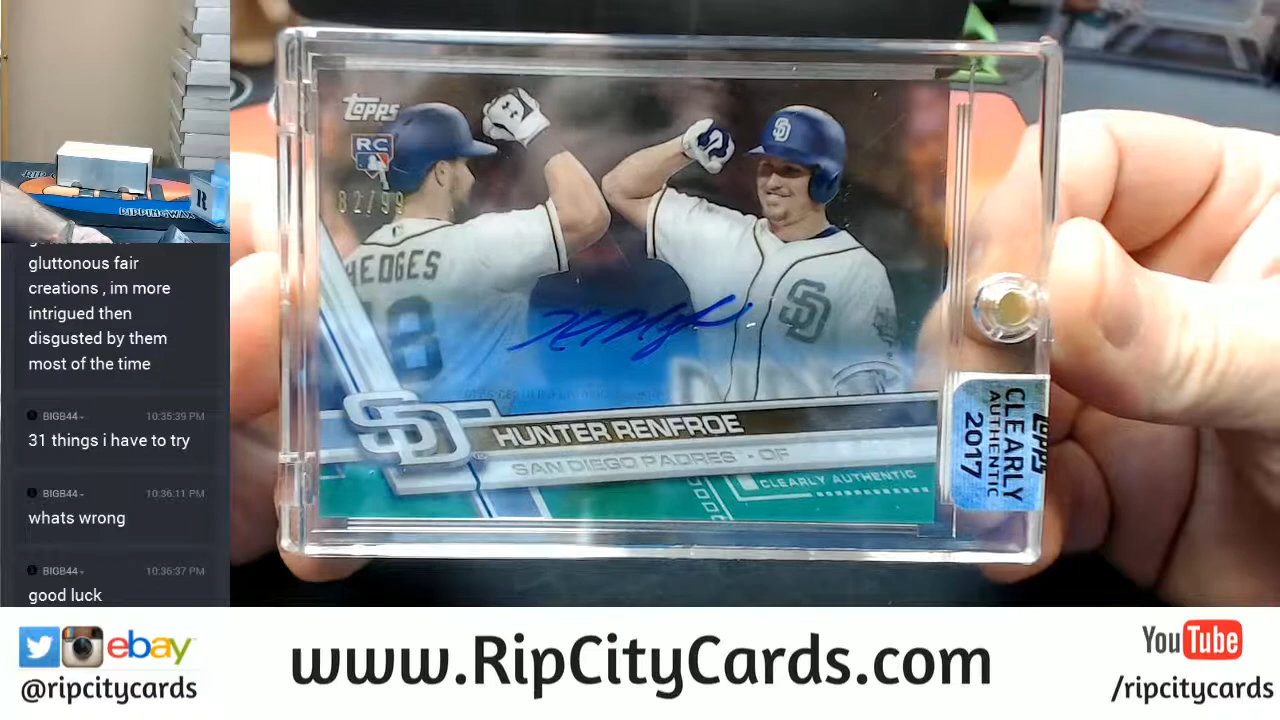 TOPPS
RC
82/99
HEDGES
18
SD
SD
SD
HUNTER RENFROE
SAN DIEGO PADRES - OF
CLEARLY AUTHENTIC
TOPPS
CLEARLY
AUTHENTIC
2017
R
RIPPINGWAX
gluttonous fair
creations , im more
intrigued then
disgusted by them
most of the time
BIGB44 - 10:35:39 PM
31 things i have to try
BIGB44 - 10:36:11 PM
whats wrong
BIGB44 - 10:36:37 PM
good luck
ebay
@ripcitycards
www.RipCityCards.com
YouTube
/ripcitycards